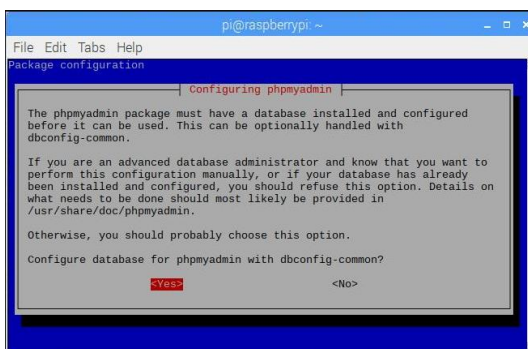 pi@raspberrypi: ~
File Edit Tabs Help
Package configuration
Configuring phpmyadmin
The phpmyadmin package must have a database installed and configured
before it can be used. This can be optionally handled with
dbconfig-common.
If you are an advanced database administrator and know that you want to
perform this configuration manually, or if your database has already
been installed and configured, you should refuse this option. Details on
what needs to be done should most likely be provided in
/usr/share/doc/phpmyadmin.
Otherwise, you should probably choose this option.
Configure database for phpmyadmin with dbconfig-common?
<Yes> <No>